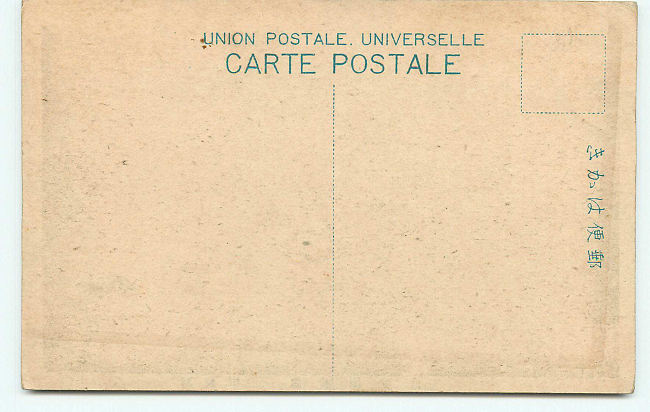 UNION POSTALE. UNIVERSELLE
CARTE POSTALE
郵便はかき